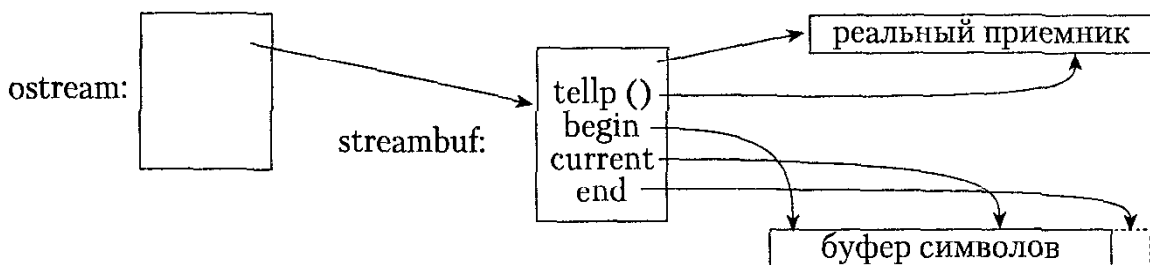 реальный приемник
ostream:
tellp ()
begin
streambuf:
current
end
буфер символов